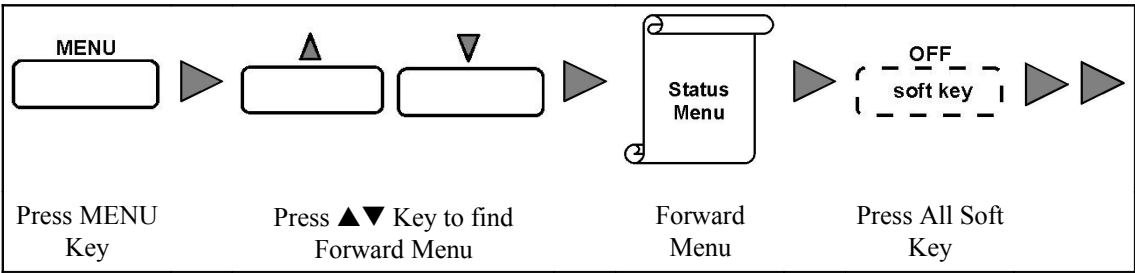 MENU
OFF
soft key
Status
Menu
Press MENU
Key
Press ▲▼ Key to find
Forward Menu
Forward
Menu
Press All Soft
Key